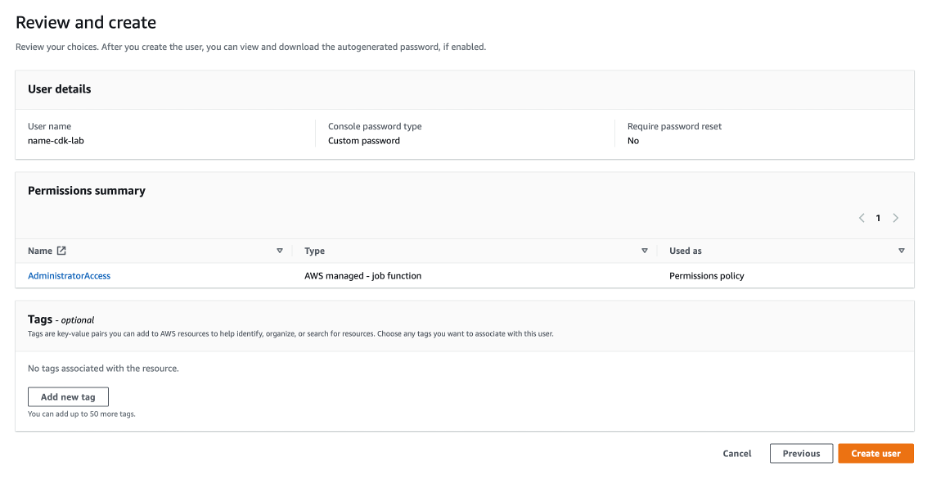 Review and create
Review your choices. After you create the user, you can view and download the autogenerated password, if enabled.
User details
User name
name-cdk-lab
Console password type
Custom password
Require password reset
No
Permissions summary
1
Name
Type
Used as
AdministratorAccess
AWS managed - job function
Permissions policy
Tags - optional
Tags are key-value pairs you can add to AWS resources to help identify, organize, or search for resources. Choose any tags you want to associate with this user.
No tags associated with the resource.
Add new tag
You can add up to 50 more tags.
Cancel
Previous
Create user